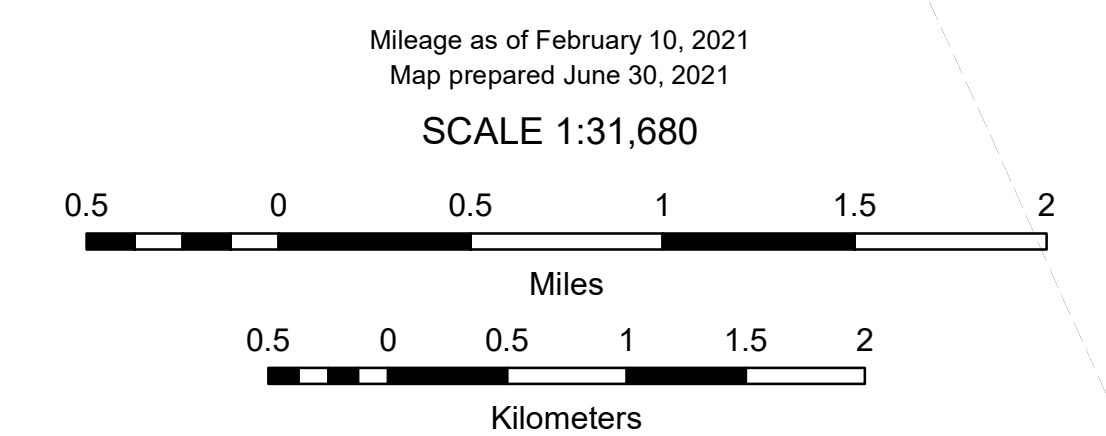 Mileage as of February 10, 2021
Map prepared June 30, 2021
SCALE 1:31,680
0.5 0 0.5 1 1.5 2
Miles
0.5 0 0.5 1 1.5 2
Kilometers